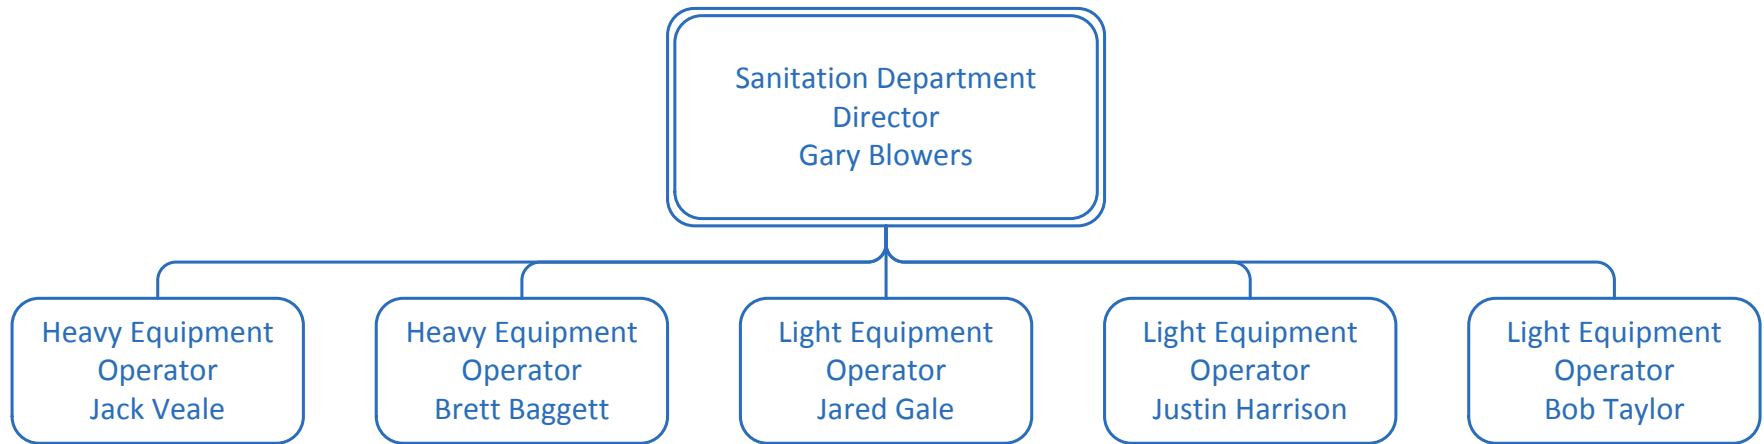 Sanitation Department
Director
Gary Blowers
Heavy Equipment
Operator
Jack Veale
Heavy Equipment
Operator
Brett Baggett
Light Equipment
Operator
Jared Gale
Light Equipment
Operator
Justin Harrison
Light Equipment
Operator
Bob Taylor